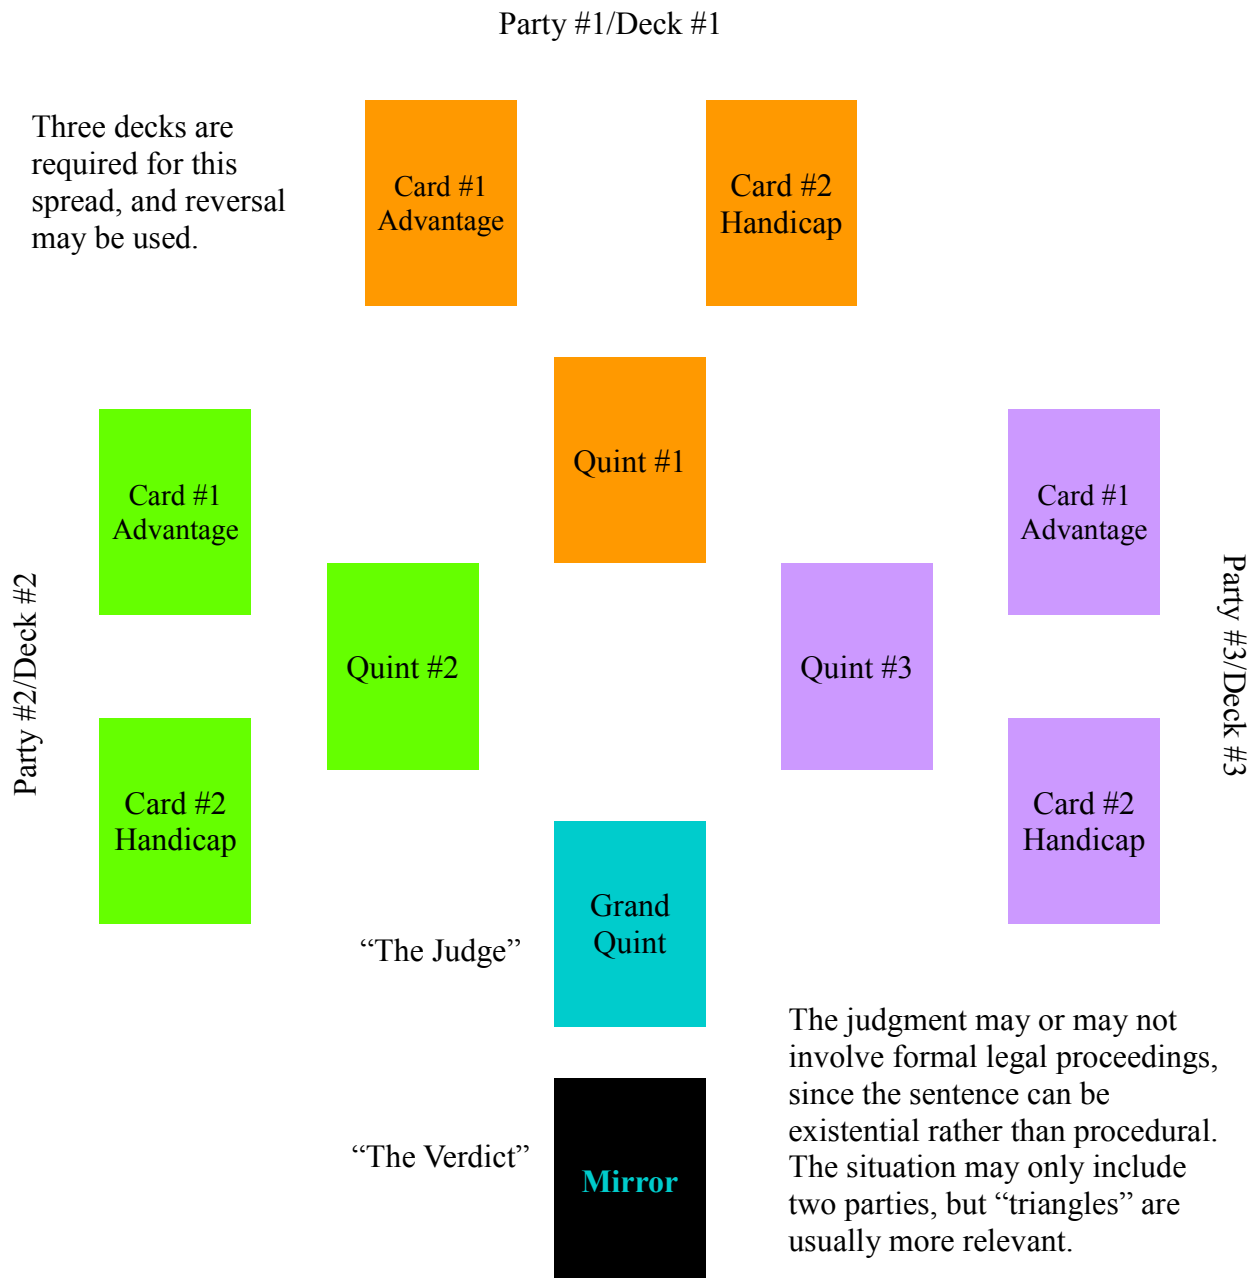 Party #1/Deck #1
Three decks are
required for this
spread, and reversal
may be used.
Card #1
Advantage
Card #2
Handicap
Quint #1
Party #2/Deck #2
Card #1
Advantage
Card #2
Handicap
Quint #2
Quint #3
Card #1
Advantage
Card #2
Handicap
Party #3/Deck #3
“The Judge”
Grand
Quint
“The Verdict”
Mirror
The judgment may or may not
involve formal legal proceedings,
since the sentence can be
existential rather than procedural.
The situation may only include
two parties, but “triangles” are
usually more relevant.